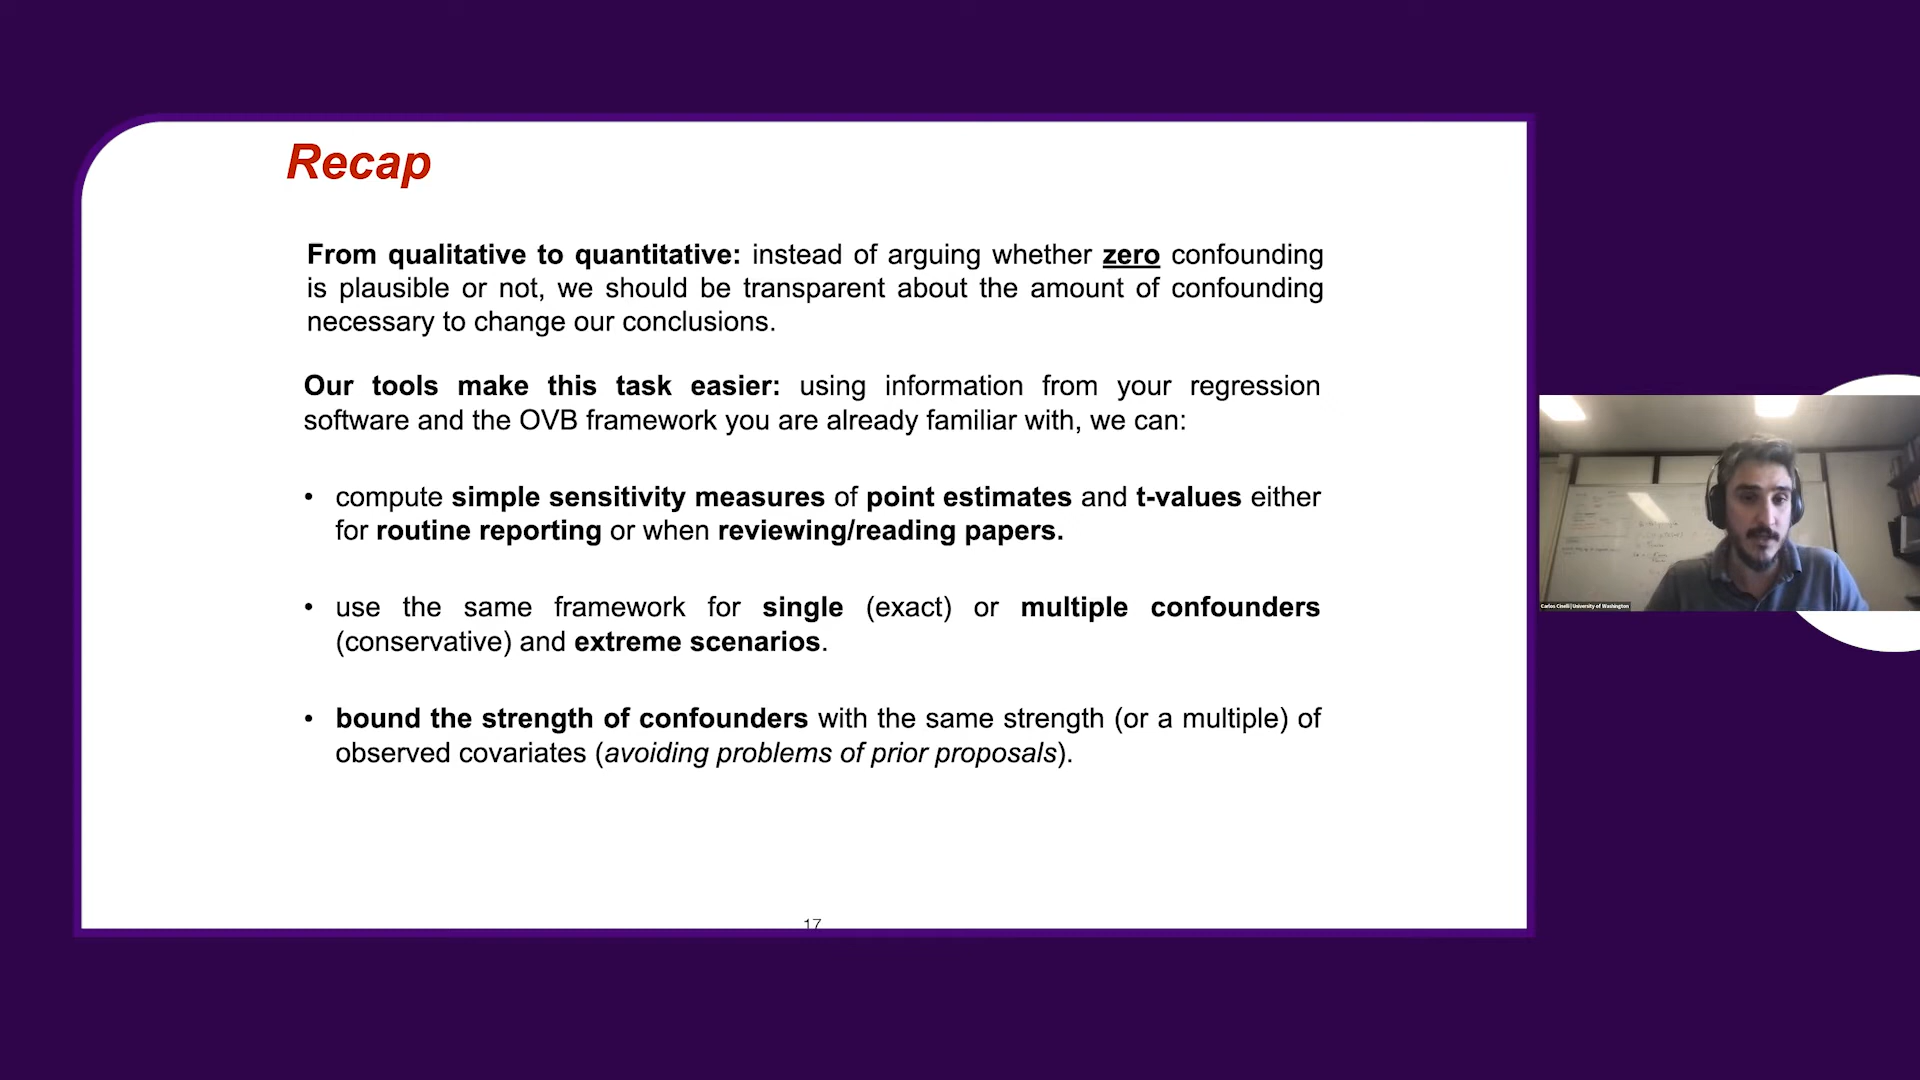 Recap
From qualitative to quantitative: instead of arguing whether zero confounding
is plausible or not, we should be transparent about the amount of confounding
necessary to change our conclusions.
Our tools make this task easier: using information from your regression
software and the OVB framework you are already familiar with, we can:
• compute simple sensitivity measures of point estimates and t-values either
for routine reporting or when reviewing/reading papers.
• use the same framework for single (exact) or multiple confounders
(conservative) and extreme scenarios.
• bound the strength of confounders with the same strength (or a multiple) of
observed covariates (avoiding problems of prior proposals).
17
Carlos Cinelli | University of Washington